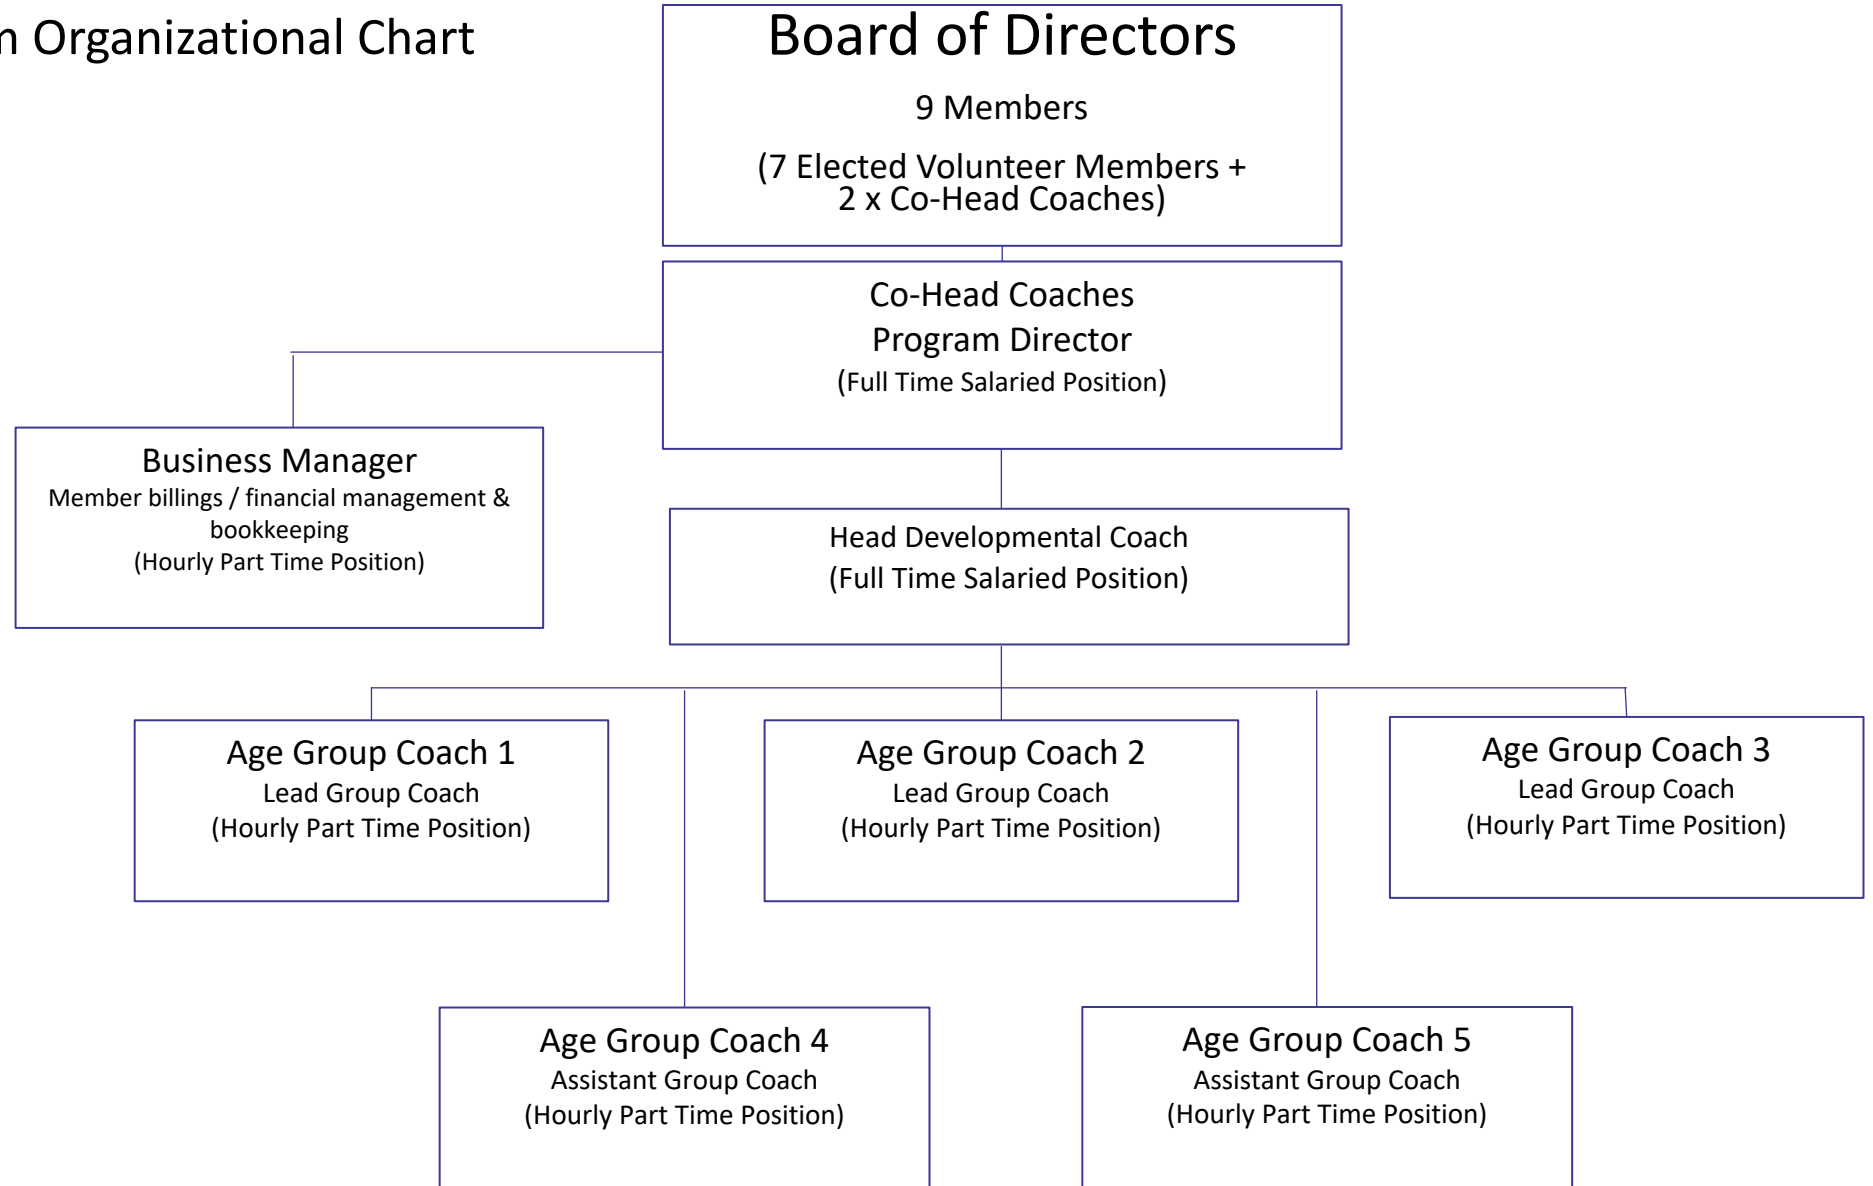 Organizational Chart
Board of Directors
9 Members
(7 Elected Volunteer Members +
2 x Co-Head Coaches)
Co-Head Coaches
Program Director
(Full Time Salaried Position)
Business Manager
Member billings / financial management &
bookkeeping
(Hourly Part Time Position)
Head Developmental Coach
(Full Time Salaried Position)
Age Group Coach 1
Lead Group Coach
(Hourly Part Time Position)
Age Group Coach 2
Lead Group Coach
(Hourly Part Time Position)
Age Group Coach 3
Lead Group Coach
(Hourly Part Time Position)
Age Group Coach 4
Assistant Group Coach
(Hourly Part Time Position)
Age Group Coach 5
Assistant Group Coach
(Hourly Part Time Position)